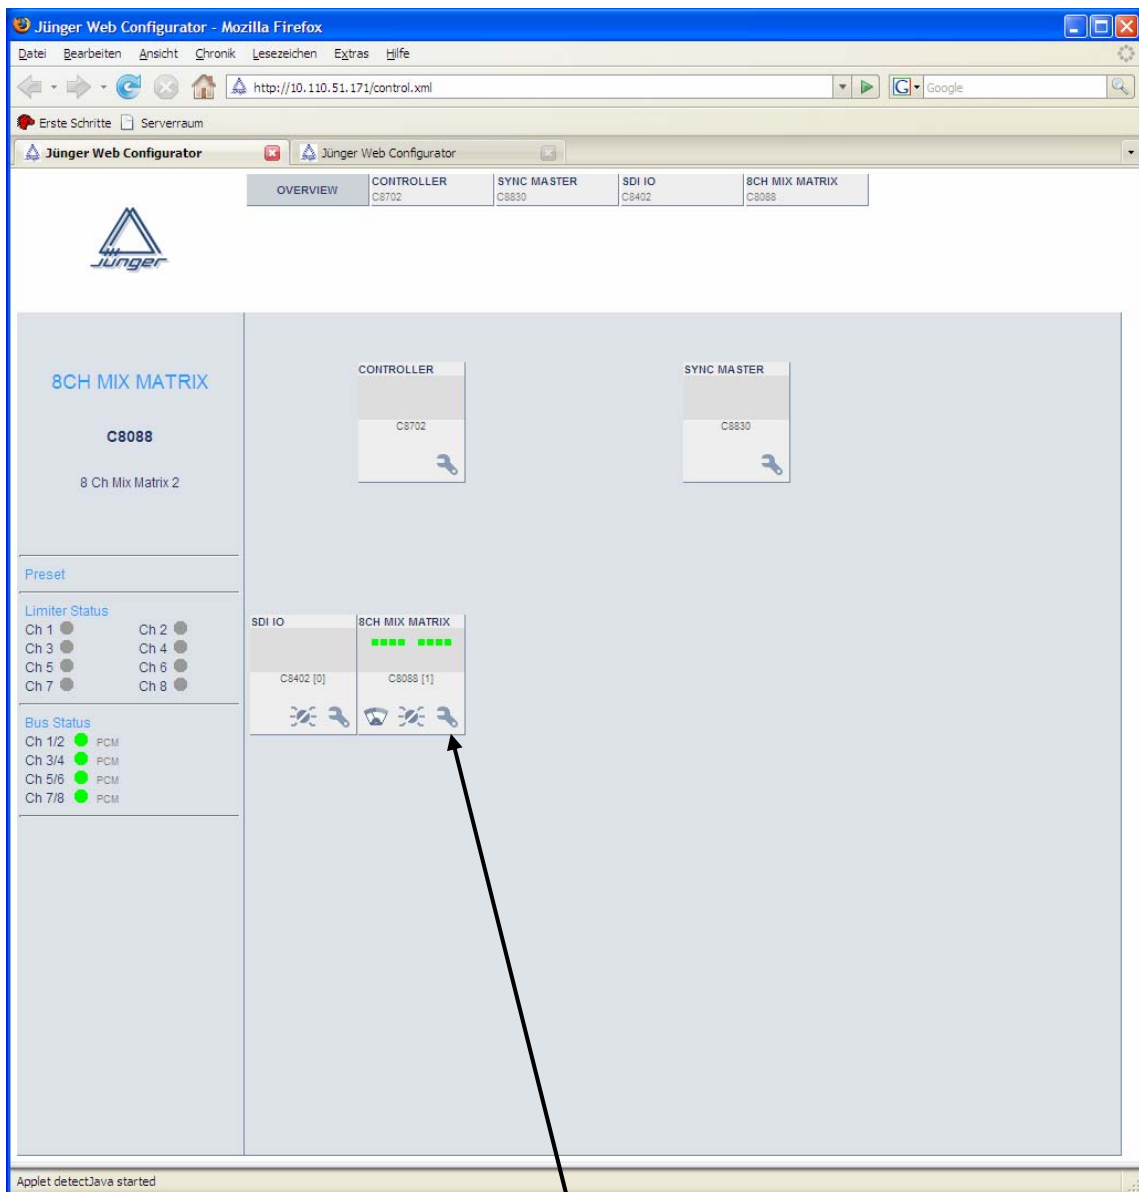 Jünger Web Configurator - Mozilla Firefox
Datei Bearbeiten Ansicht Chronik Lesezeichen Extras Hilfe
http://10.110.51.171/control.xml
G Google
Erste Schritte Serverraum
Jünger Web Configurator Jünger Web Configurator
OVERVIEW
CONTROLLER
C8702
SYNC MASTER
C8830
SDI IO
C8402
8CH MIX MATRIX
C8088
Jünger
8CH MIX MATRIX
C8088
8 Ch Mix Matrix 2
Preset
Limiter Status
Ch 1 Ch 2
Ch 3 Ch 4
Ch 5 Ch 6
Ch 7 Ch 8
Bus Status
Ch 1/2 PCM
Ch 3/4 PCM
Ch 5/6 PCM
Ch 7/8 PCM
CONTROLLER
C8702
SYNC MASTER
C8830
SDI IO
C8402 [0]
8CH MIX MATRIX
C8088 [1]
Applet detectJava started